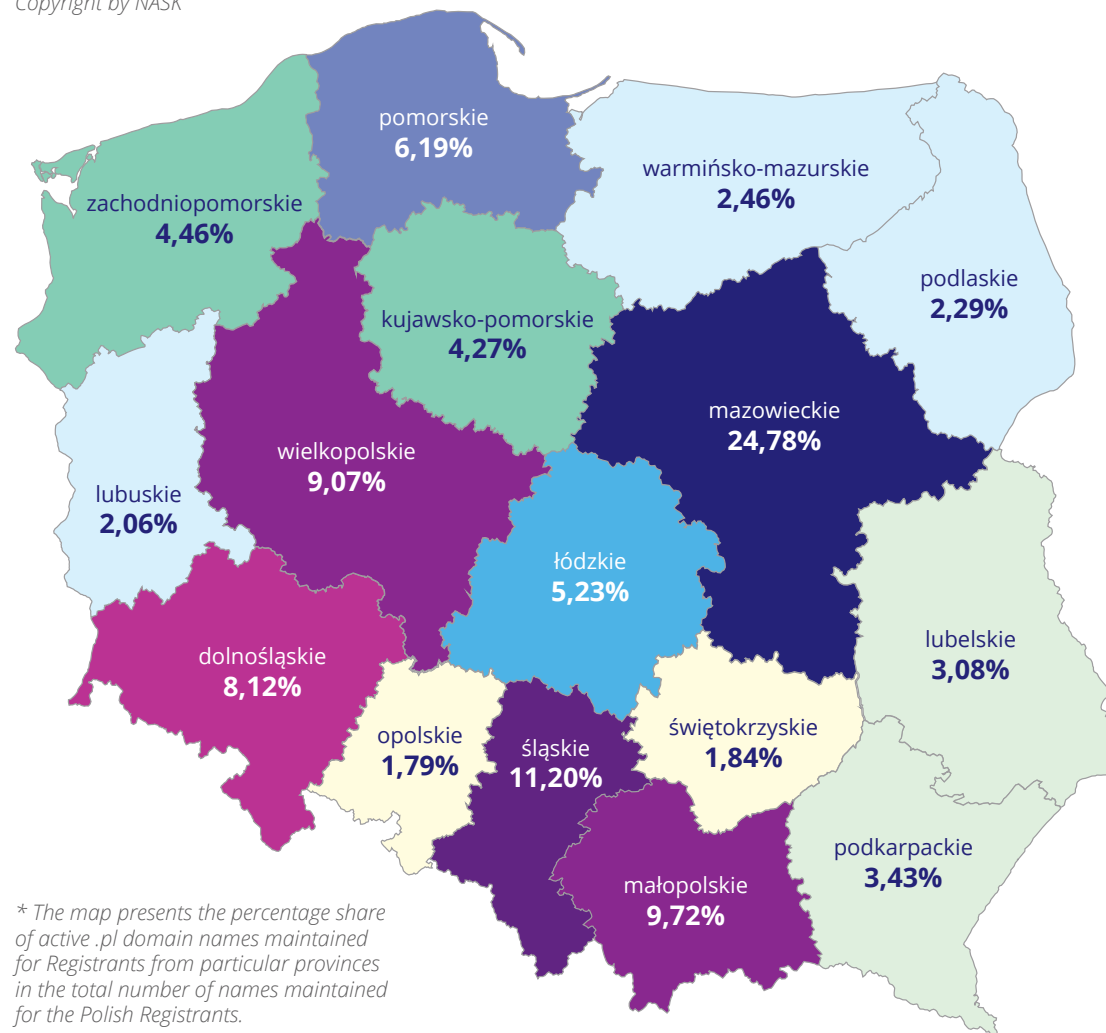 Copyright by NASK
pomorskie
6,19%
warmińsko-mazurskie
2,46%
zachodniopomorskie
4,46%
podlaskie
2,29%
kujawsko-pomorskie
4,27%
mazowieckie
24,78%
wielkopolskie
9,07%
lubuskie
2,06%
łódzkie
5,23%
lubelskie
3,08%
dolnośląskie
8,12%
opolskie
1,79%
śląskie
11,20%
świętokrzyskie
1,84%
podkarpackie
3,43%
małopolskie
9,72%
* The map presents the percentage share
of active .pl domain names maintained
for Registrants from particular provinces
in the total number of names maintained
for the Polish Registrants.